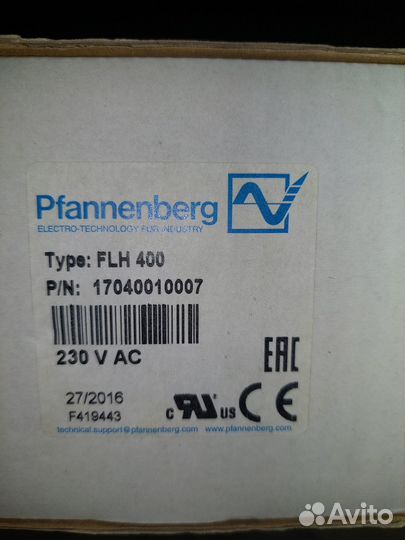 Pfannenberg
ELECTRO-TECHNOLOGY FOR INDUSTRY
Type: FLH 400
P/N: 17040010007
230 V AC
EAC
27/2016
F419443
c RU us CE
technical.support@pfannenberg.com www.pfannenberg.com
Avito